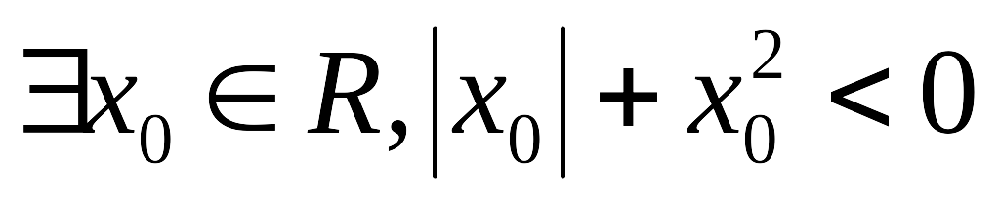 ∃x₀ ∈ R, |x₀| + x₀² < 0